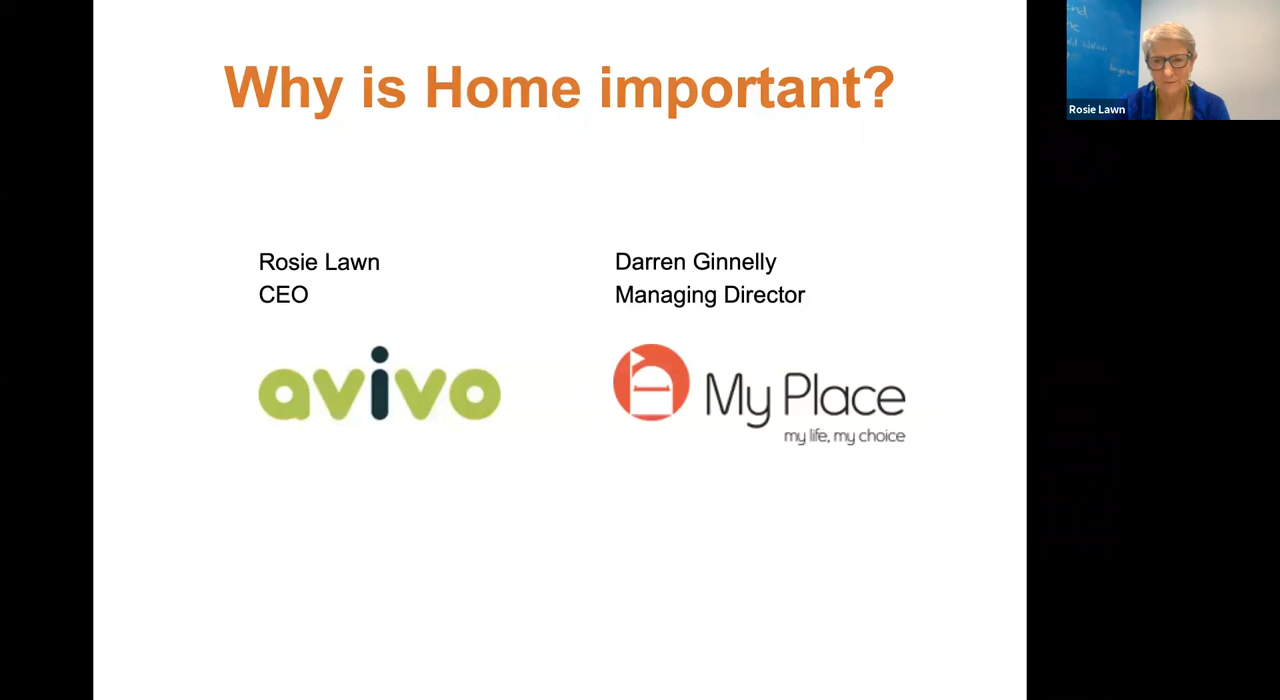 Why is Home important?
Rosie Lawn
CEO
avivo
Darren Ginnelly
Managing Director
My Place
my life, my choice
Rosie Lawn